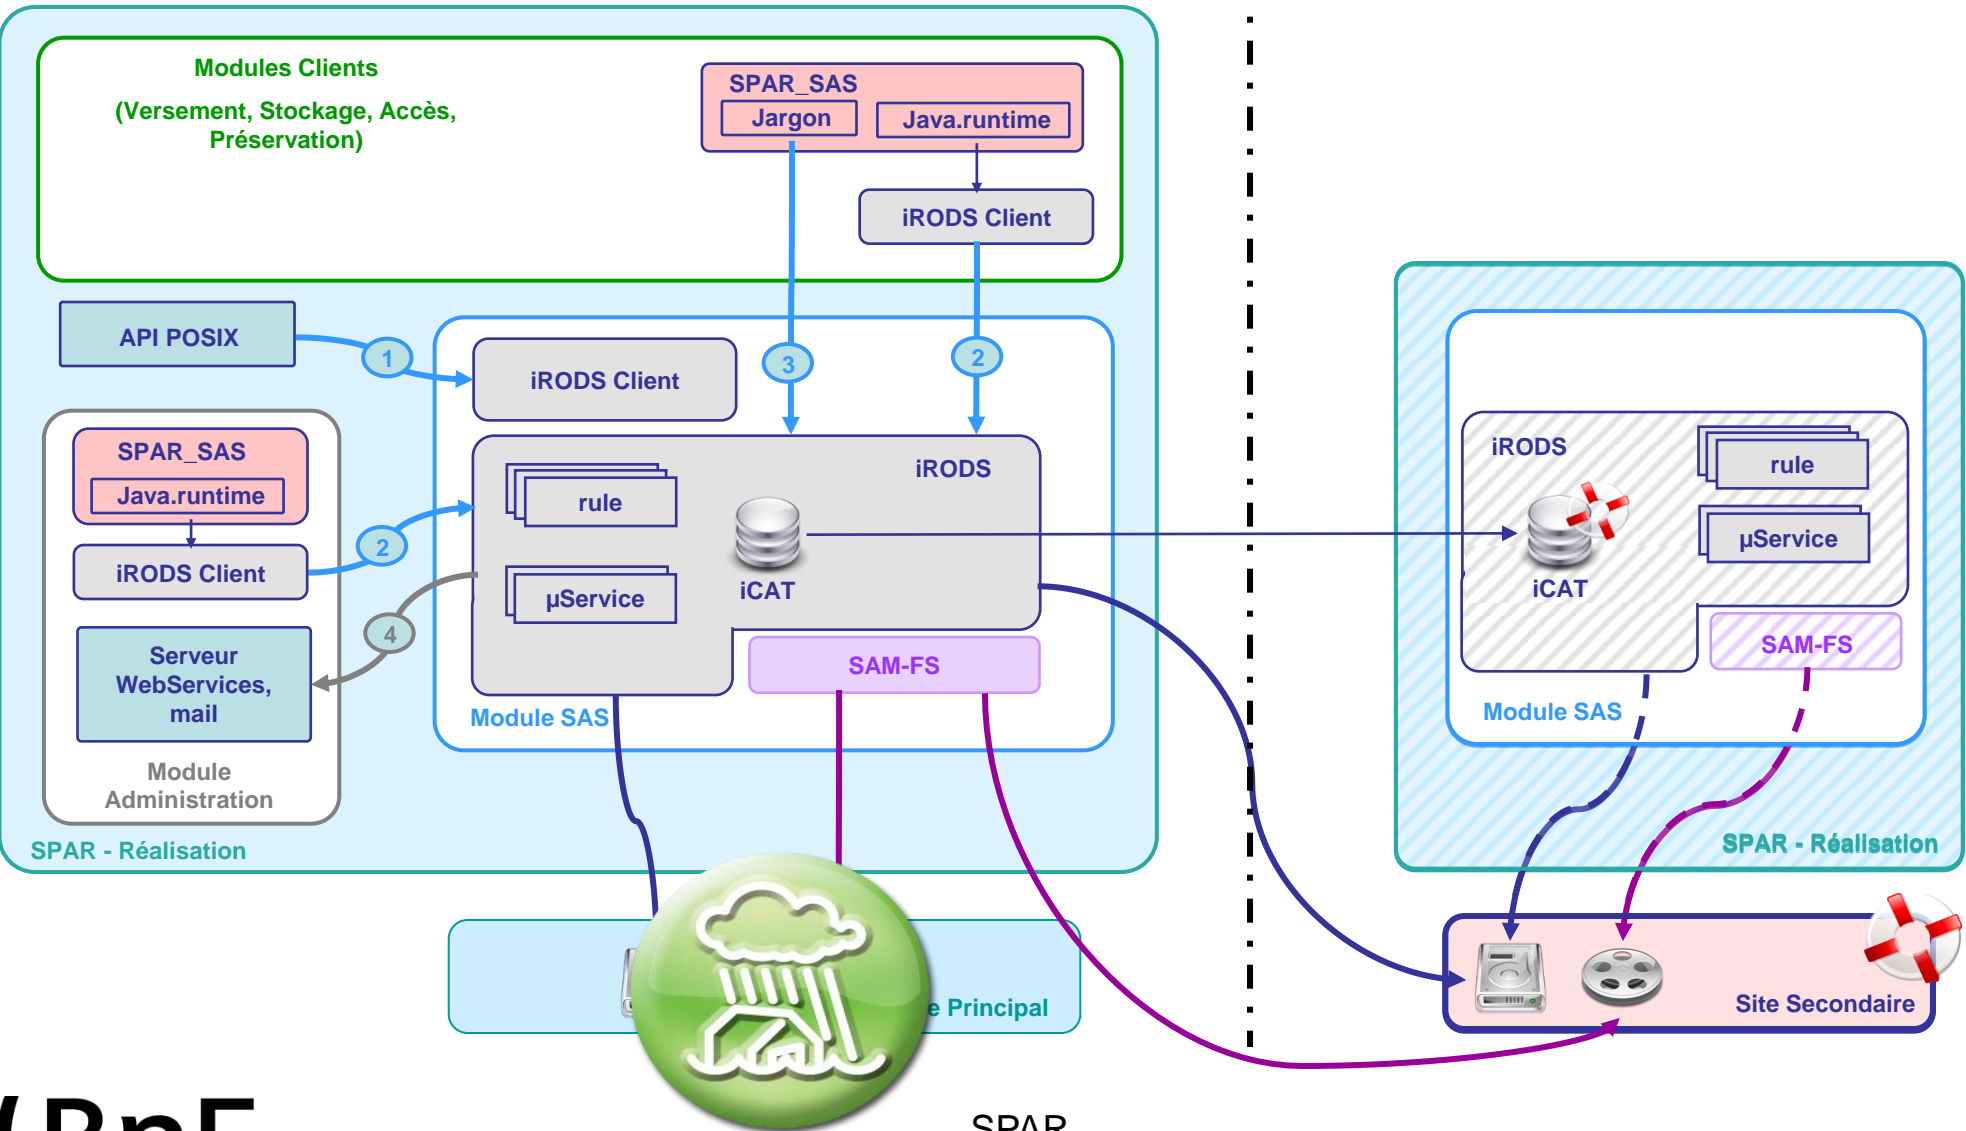 Modules Clients
(Versement, Stockage, Accès,
Préservation)
SPAR_SAS
Jargon
Java.runtime
iRODS Client
API POSIX
1
iRODS Client
3
2
SPAR_SAS
Java.runtime
iRODS Client
2
4
Serveur
WebServices,
mail
Module
Administration
SPAR - Réalisation
iRODS
rule
µService
iCAT
SAM-FS
Module SAS
iRODS
rule
µService
iCAT
SAM-FS
Module SAS
SPAR - Réalisation
e Principal
Site Secondaire
BnF
SPAR